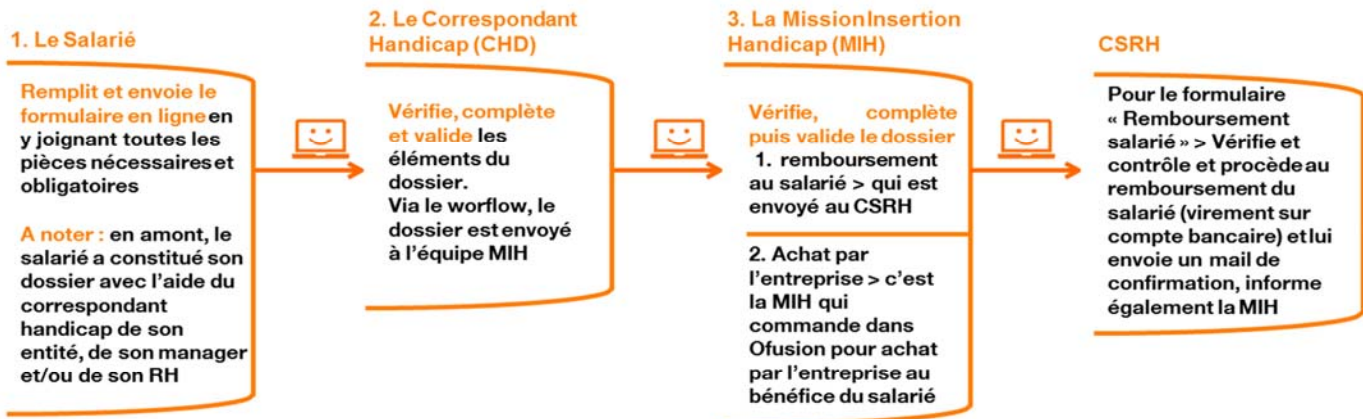 1. Le Salarié
Remplit et envoie le
formulaire en ligne en
y joignant toutes les
pièces nécessaires et
obligatoires
A noter : en amont, le
salarié a constitué son
dossier avec l'aide du
correspondant
handicap de son
entité, de son manager
et/ou de son RH
2. Le Correspondant
Handicap (CHD)
Vérifie, complète
et valide les
éléments du
dossier.
Via le worflow, le
dossier est envoyé
à l'équipe MIH
3. La Mission Insertion
Handicap (MIH)
Vérifie, complète
puis valide le dossier
1. remboursement
au salarié > qui est
envoyé au CSRH
2. Achat par
l'entreprise > c'est
la MIH qui
commande dans
Ofusion pour achat
par l'entreprise au
bénéfice du salarié
CSRH
Pour le formulaire
« Remboursement
salarié » > Vérifie et
contrôle et procède au
remboursement du
salarié (virement sur
compte bancaire) et lui
envoie un mail de
confirmation, informe
également la MIH